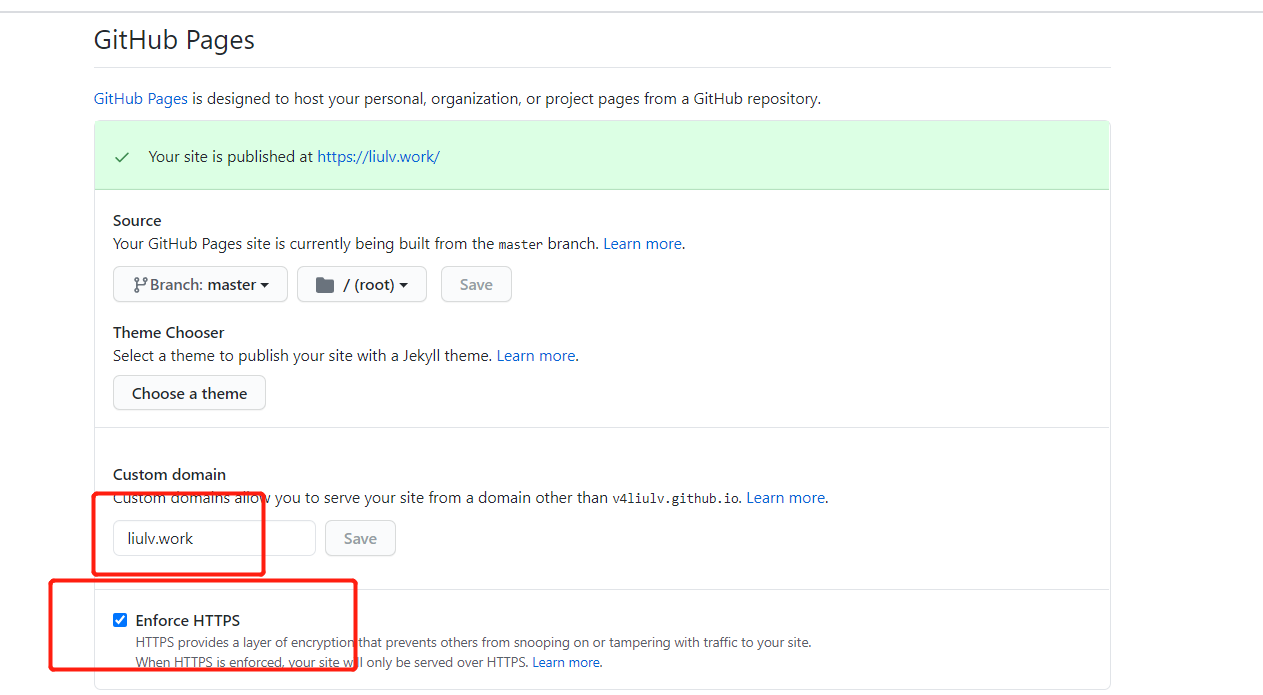 GitHub Pages
GitHub Pages is designed to host your personal, organization, or project pages from a GitHub repository.
Your site is published at https://liulv.work/
Source
Your GitHub Pages site is currently being built from the master branch. Learn more.
Branch: master
/ (root)
Save
Theme Chooser
Select a theme to publish your site with a Jekyll theme. Learn more.
Choose a theme
Custom domain
Custom domains allow you to serve your site from a domain other than v4liulv.github.io. Learn more.
liulv.work
Save
Enforce HTTPS
HTTPS provides a layer of encryption that prevents others from snooping on or tampering with traffic to your site.
When HTTPS is enforced, your site will only be served over HTTPS. Learn more.